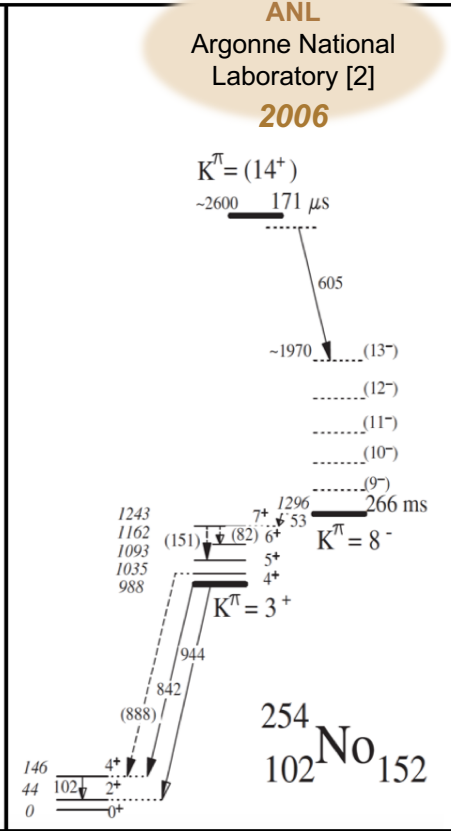 ANL
Argonne National
Laboratory [2]
2006
Kπ= (14⁺)
~2600 171 μs
605
~1970 (13⁻)
(12⁻)
(11⁻)
(10⁻)
(9⁻)
1296 266 ms
53
Kπ= 8⁻
1243 7⁺
1162 (151) (82) 6⁺
1093 5⁺
1035 4⁺
988
Kπ= 3⁺
944
842
(888)
146 4⁺
44 102 2⁺
0 0⁺
²⁵⁴₁₀₂No₁₅₂